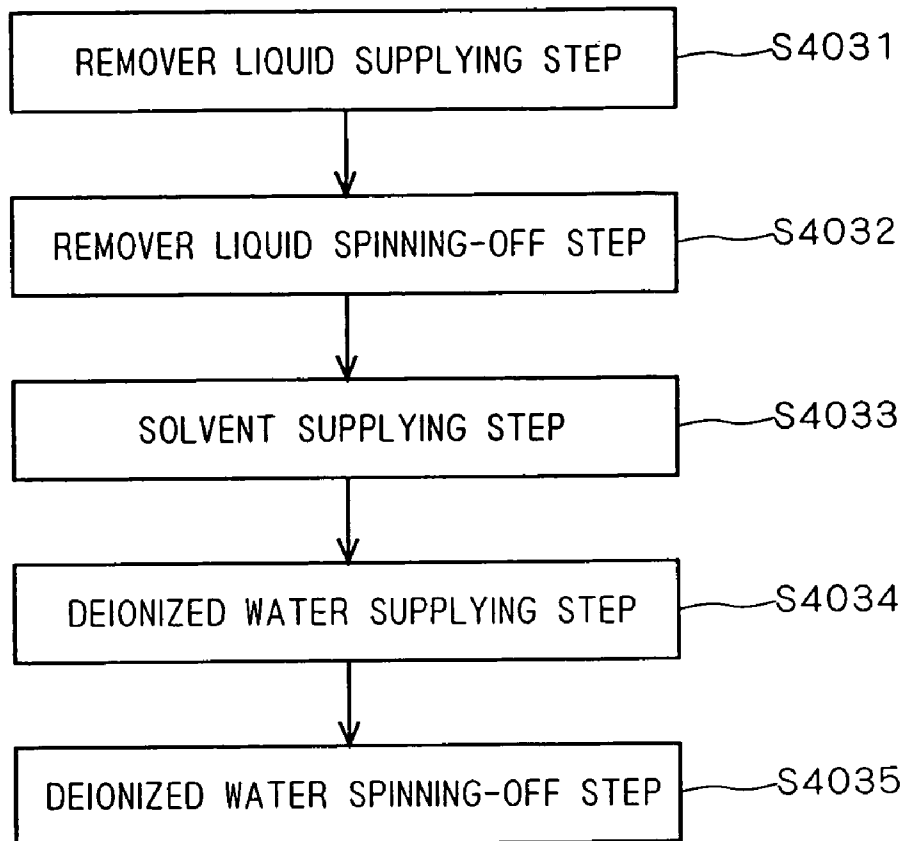 REMOVER LIQUID SUPPLYING STEP S4031
REMOVER LIQUID SPINNING-OFF STEP S4032
SOLVENT SUPPLYING STEP S4033
DEIONIZED WATER SUPPLYING STEP S4034
DEIONIZED WATER SPINNING-OFF STEP S4035